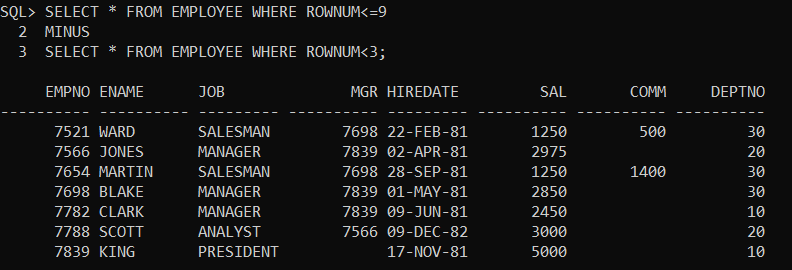 SQL> SELECT * FROM EMPLOYEE WHERE ROWNUM<=9
  2  MINUS
  3  SELECT * FROM EMPLOYEE WHERE ROWNUM<3;

     EMPNO ENAME      JOB              MGR HIREDATE         SAL       COMM     DEPTNO
---------- ---------- --------- ---------- --------- ---------- ---------- ----------
      7521 WARD       SALESMAN        7698 22-FEB-81       1250        500         30
      7566 JONES      MANAGER         7839 02-APR-81       2975                    20
      7654 MARTIN     SALESMAN        7698 28-SEP-81       1250       1400         30
      7698 BLAKE      MANAGER         7839 01-MAY-81       2850                    30
      7782 CLARK      MANAGER         7839 09-JUN-81       2450                    10
      7788 SCOTT      ANALYST         7566 09-DEC-82       3000                    20
      7839 KING       PRESIDENT            17-NOV-81       5000                    10